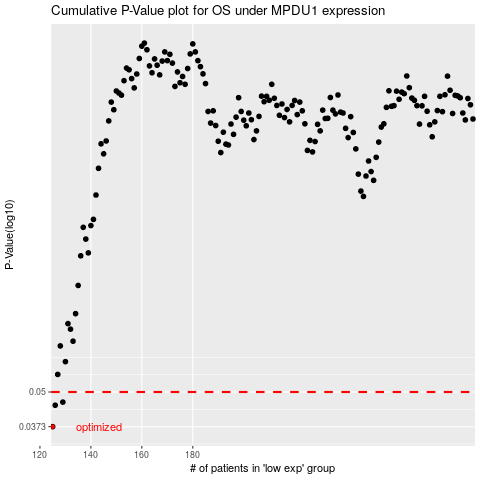 Cumulative P-Value plot for OS under MPDU1 expression
P-Value(log10)
0.05
0.0373
optimized
120 140 160 180
# of patients in 'low exp' group